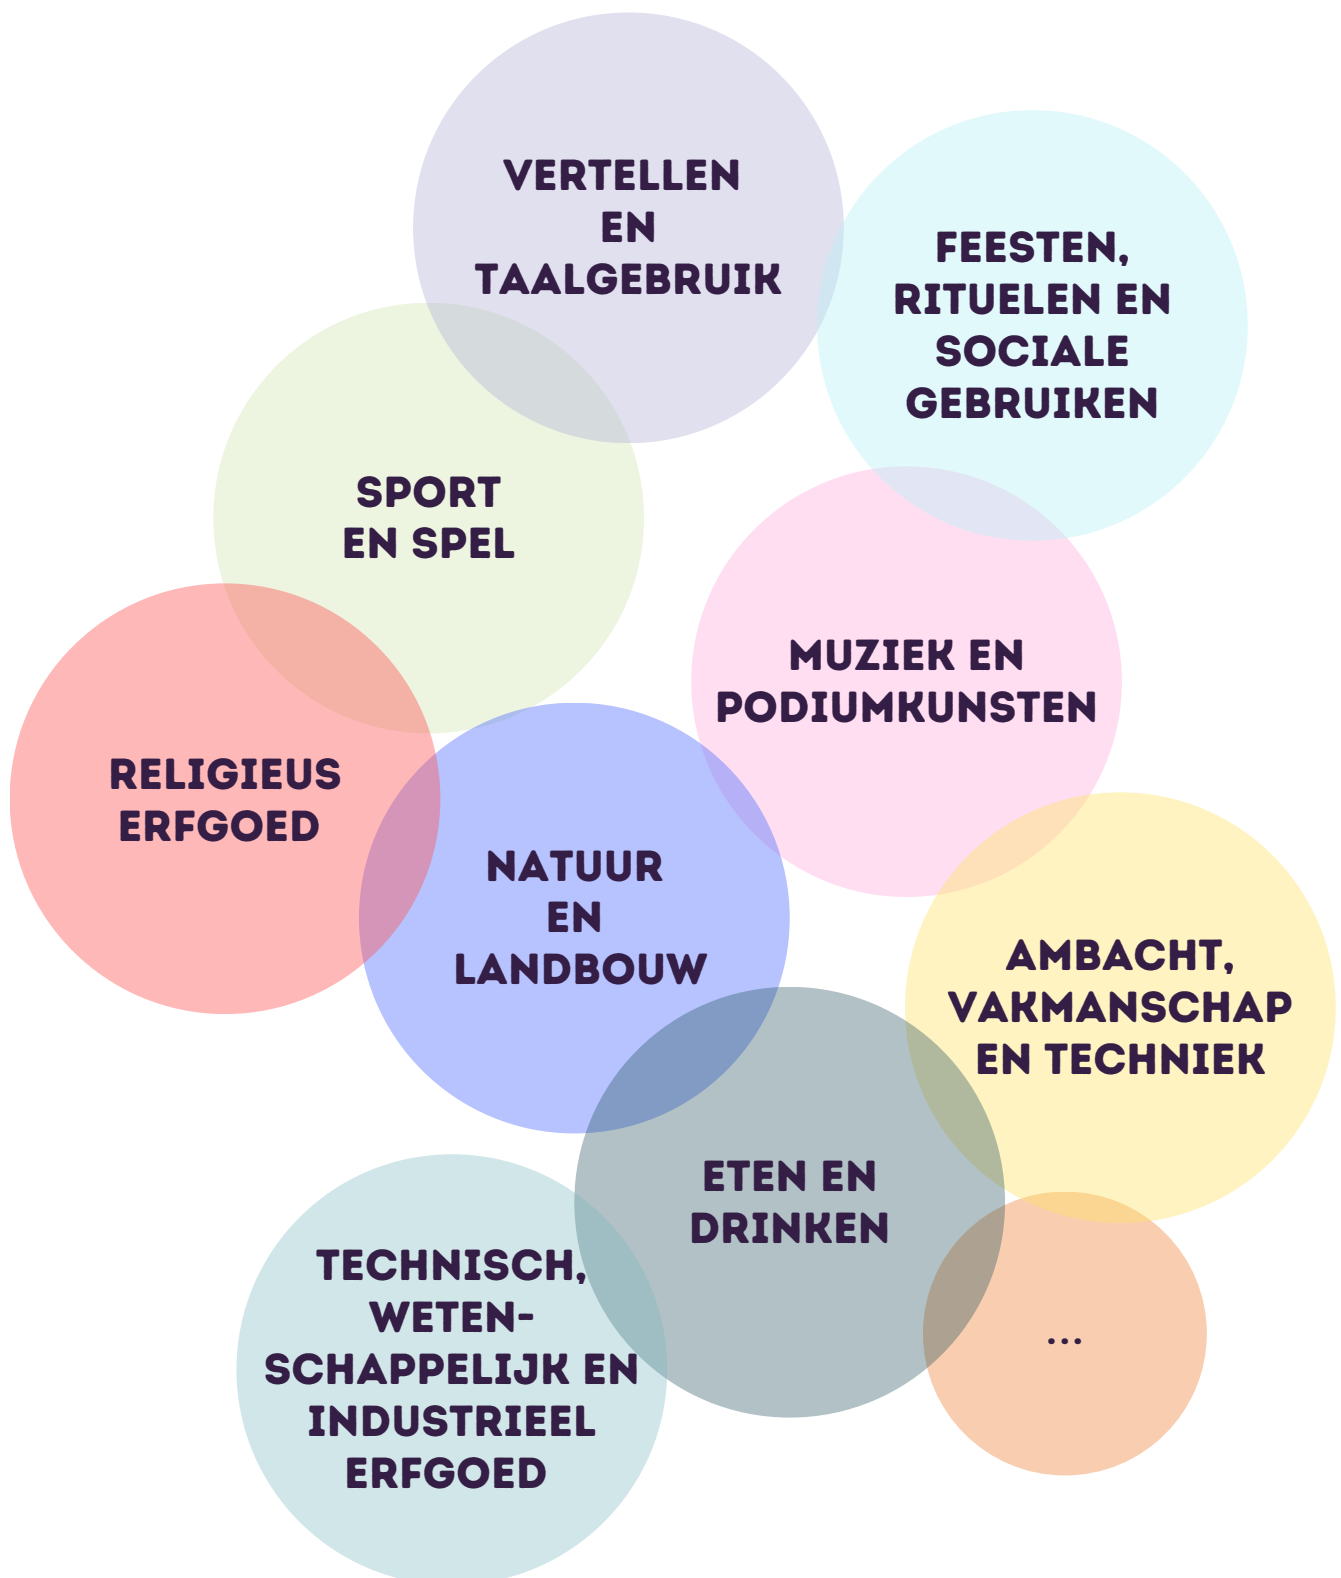 VERTELLEN
EN
TAALGEBRUIK
FEESTEN,
RITUELEN EN
SOCIALE
GEBRUIKEN
SPORT
EN SPEL
MUZIEK EN
PODIUMKUNSTEN
RELIGIEUS
ERFGOED
NATUUR
EN
LANDBOUW
AMBACHT,
VAKMANSCHAP
EN TECHNIEK
ETEN EN
DRINKEN
TECHNISCH,
WETEN-
SCHAPPELIJK EN
INDUSTRIEEL
ERFGOED
...